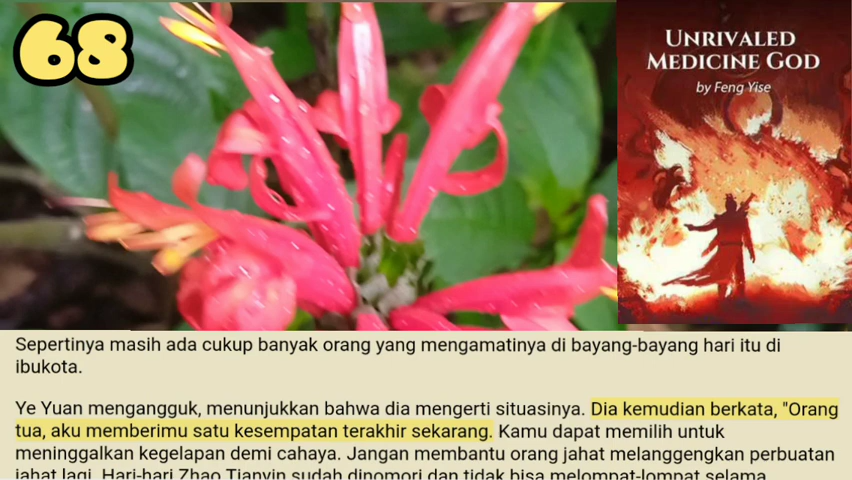 68
UNRIVALED
MEDICINE GOD
by Feng Yise
Sepertinya masih ada cukup banyak orang yang mengamatinya di bayang-bayang hari itu di
ibukota.
Ye Yuan mengangguk, menunjukkan bahwa dia mengerti situasinya. Dia kemudian berkata, "Orang
tua, aku memberimu satu kesempatan terakhir sekarang. Kamu dapat memilih untuk
meninggalkan kegelapan demi cahaya. Jangan membantu orang jahat melanggengkan perbuatan
jahat lagi. Hari-hari Zhao Tianyin sudah dinomori dan tidak bisa melompat-lompat selama